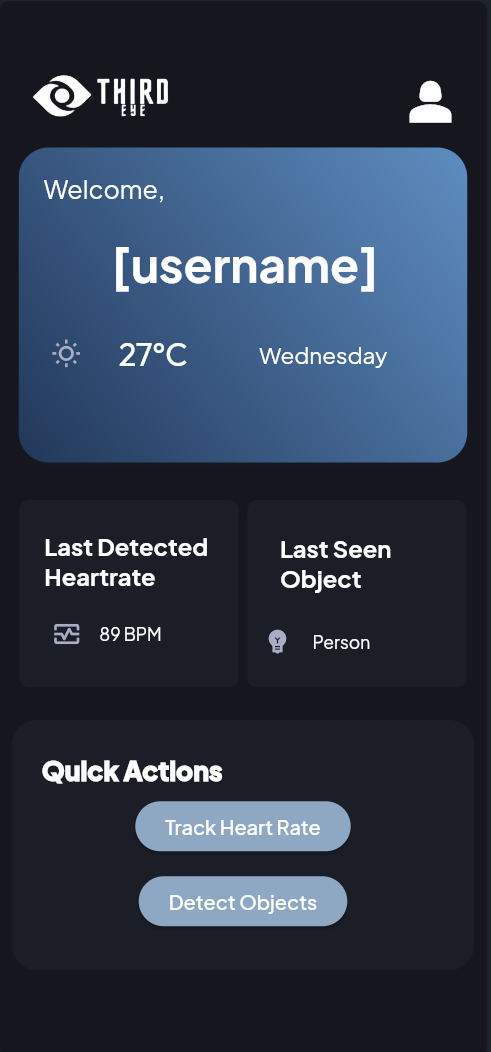 THIRD
EYE
Welcome,
[username]
27°C
Wednesday
Last Detected
Heartrate
89 BPM
Last Seen
Object
Person
Quick Actions
Track Heart Rate
Detect Objects